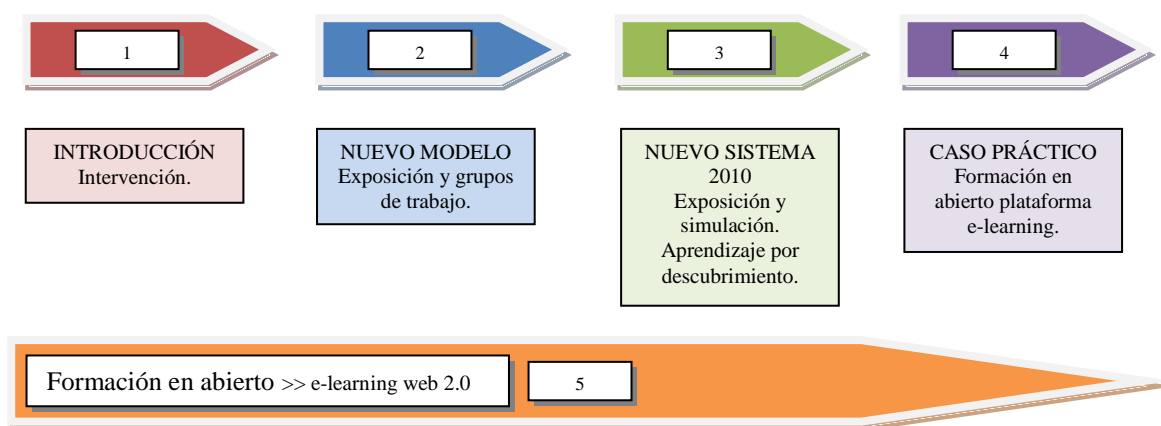 1
2
3
4
INTRODUCCIÓN
Intervención.
NUEVO MODELO
Exposición y grupos
de trabajo.
NUEVO SISTEMA
2010
Exposición y
simulación.
Aprendizaje por
descubrimiento.
CASO PRÁCTICO
Formación en
abierto plataforma
e-learning.
Formación en abierto >> e-learning web 2.0
5